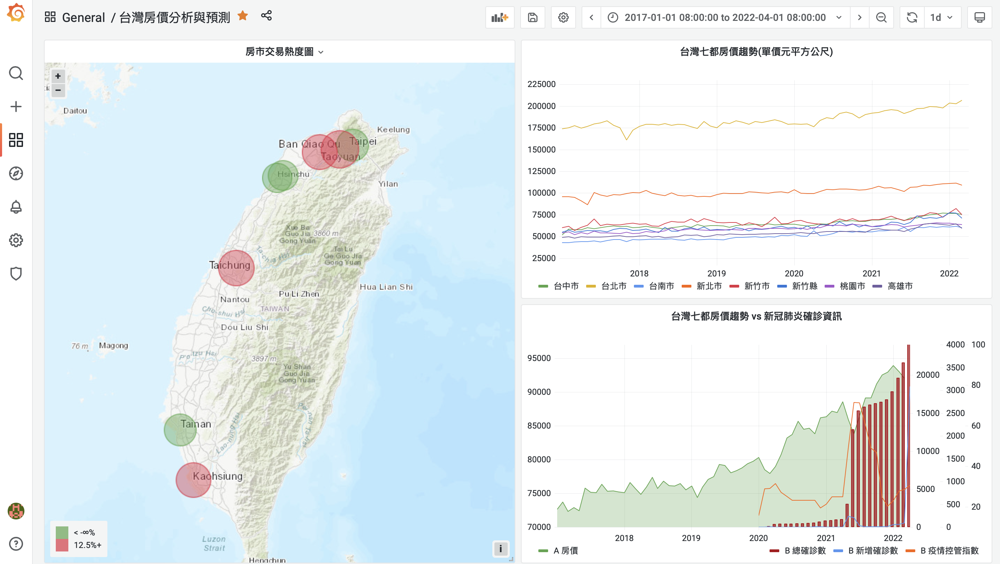 General / 台灣房價分析與預測
2017-01-01 08:00:00 to 2022-04-01 08:00:00
1d
房市交易熱度圖
+
−
Daitou
Keelung
Ban Qiao Qu
Taipei
Taoyuan
Hsinchu
Yilan
Xue Ba
Guo Jia
Gong Yuan
3860 m
Ta-chia Hsi
Tai Lu
Ge Guo Jia
Gong Yuan
Taichung
Hua Lian Shi
Pu Li Zhen
Nantou
TAIWAN
Cho-shui Hsi
Dou Liu Shi
76 m
Magong
P'o-tzu Hsi
3897 m
Yu Shan
Guo Jia
Gong Yuan
Pei-nan Ta-hsi
Lao-nung Hsi
Tainan
Kaohsiung
Luzon
Strait
Hengchun
< -∞%
12.5%+
i
台灣七都房價趨勢(單價元平方公尺)
225000
200000
175000
150000
125000
100000
75000
50000
25000
2018 2019 2020 2021 2022
台中市 台北市 台南市 新北市 新竹市 新竹縣 桃園市 高雄市
台灣七都房價趨勢 vs 新冠肺炎確診資訊
95000
90000
85000
80000
75000
70000
20000
15000
10000
5000
0
4000
3500
3000
2500
2000
1500
1000
500
0
100
80
60
40
20
2018 2019 2020 2021 2022
A 房價
B 總確診數 B 新增確診數 B 疫情控管指數